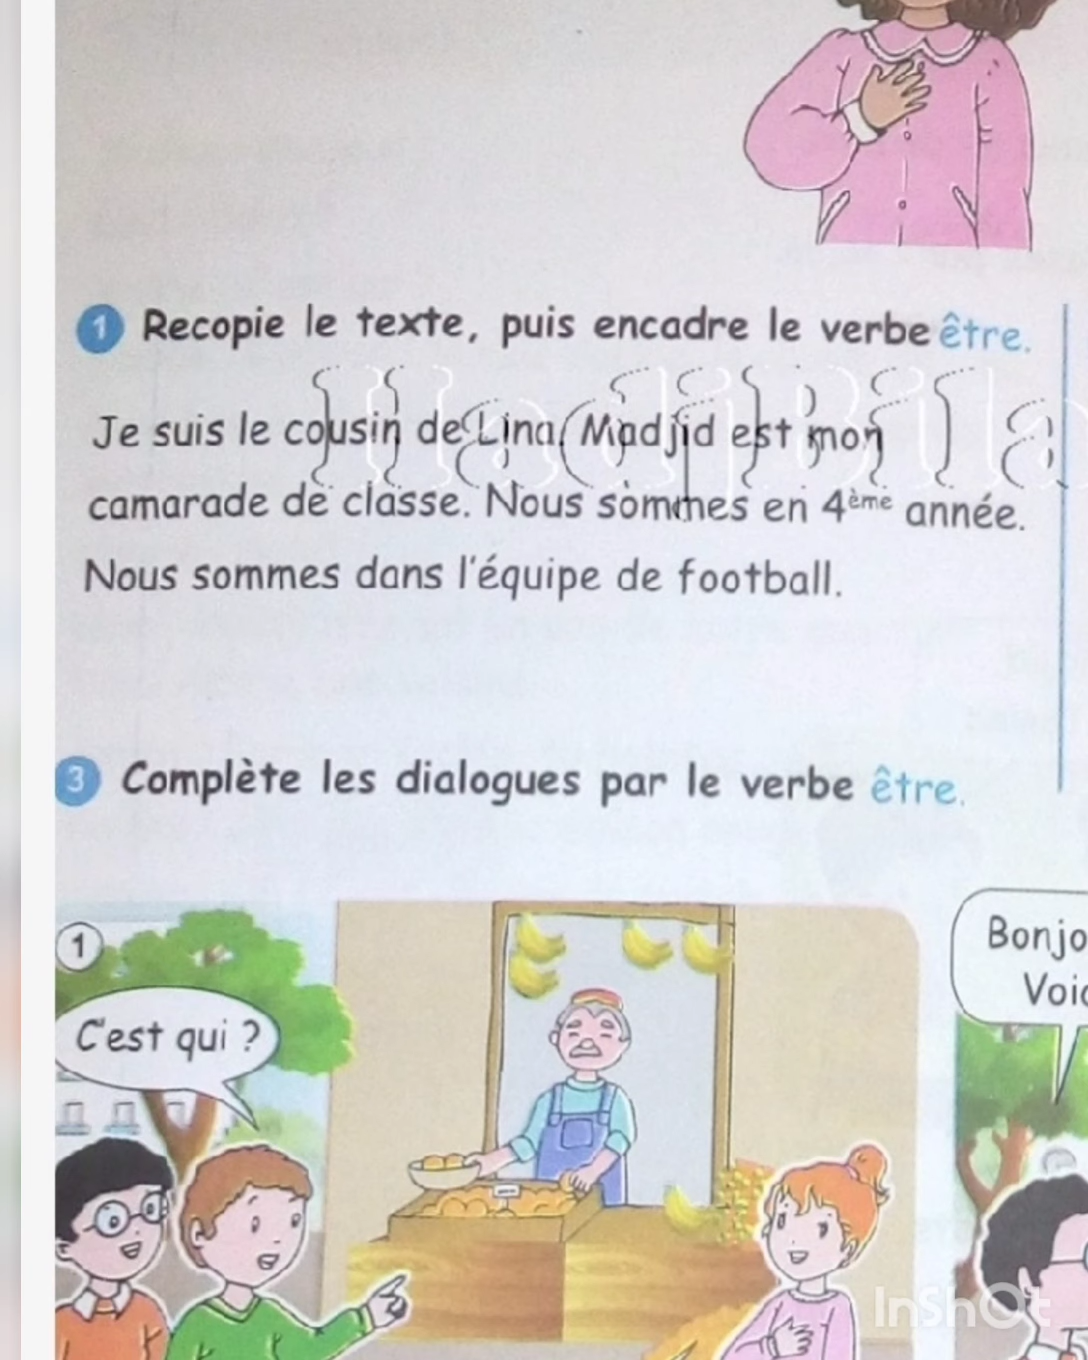 1 Recopie le texte, puis encadre le verbe être.
Je suis le cousin de Lina. Madjid est mon
camarade de classe. Nous sommes en 4ème année.
Nous sommes dans l'équipe de football.
3 Complète les dialogues par le verbe être.
1
C'est qui ?
Bonjo
Voic
InShOt